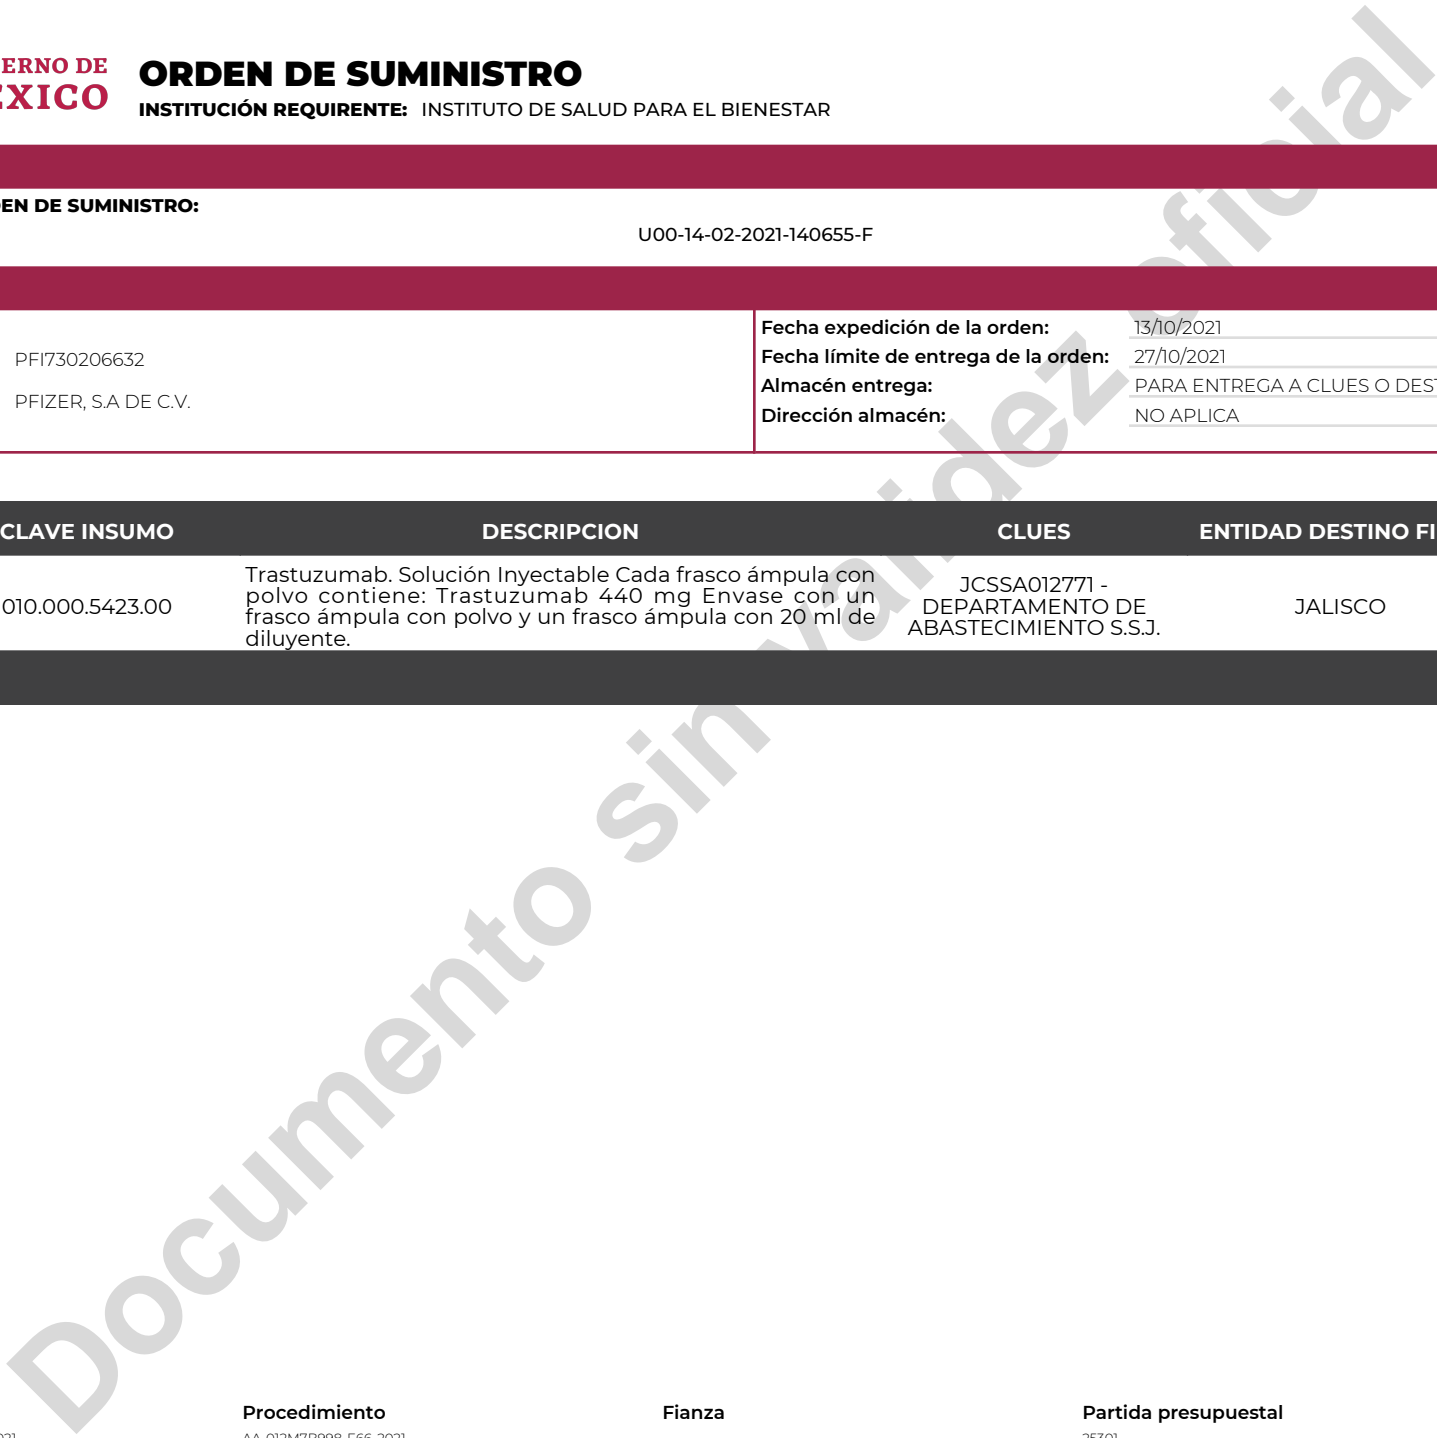 ERNO DE
EXICO
ORDEN DE SUMINISTRO
INSTITUCIÓN REQUIRENTE: INSTITUTO DE SALUD PARA EL BIENESTAR
EN DE SUMINISTRO:
U00-14-02-2021-140655-F
PFI730206632
PFIZER, S.A DE C.V.
Fecha expedición de la orden: 13/10/2021
Fecha límite de entrega de la orden: 27/10/2021
Almacén entrega: PARA ENTREGA A CLUES O DEST
Dirección almacén: NO APLICA
CLAVE INSUMO DESCRIPCION CLUES ENTIDAD DESTINO FI
010.000.5423.00
Trastuzumab. Solución Inyectable Cada frasco ámpula con
polvo contiene: Trastuzumab 440 mg Envase con un
frasco ámpula con polvo y un frasco ámpula con 20 ml de
diluyente.
JCSSA012771 -
DEPARTAMENTO DE
ABASTECIMIENTO S.S.J.
JALISCO
Documento sin validez oficial
Procedimiento Fianza Partida presupuestal